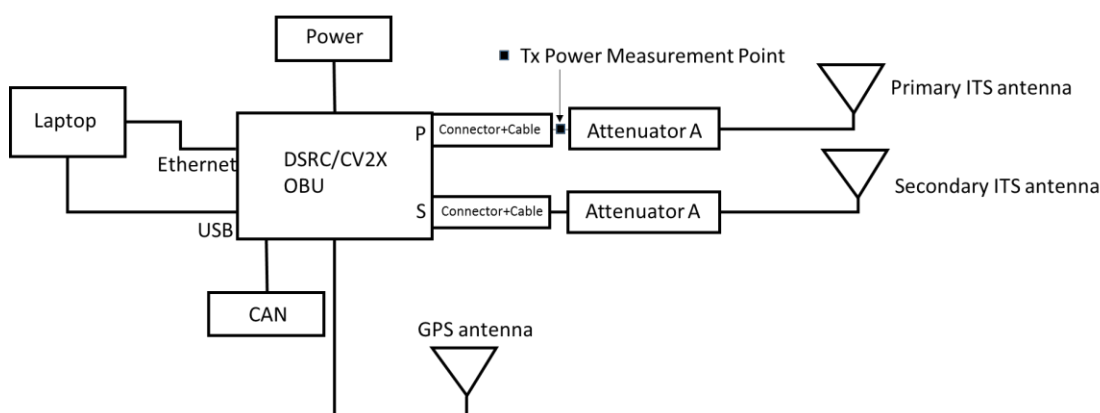 Power
Tx Power Measurement Point
Primary ITS antenna
Laptop
P
Connector+Cable
Attenuator A
Ethernet
DSRC/CV2X
OBU
Secondary ITS antenna
S
Connector+Cable
Attenuator A
USB
CAN
GPS antenna